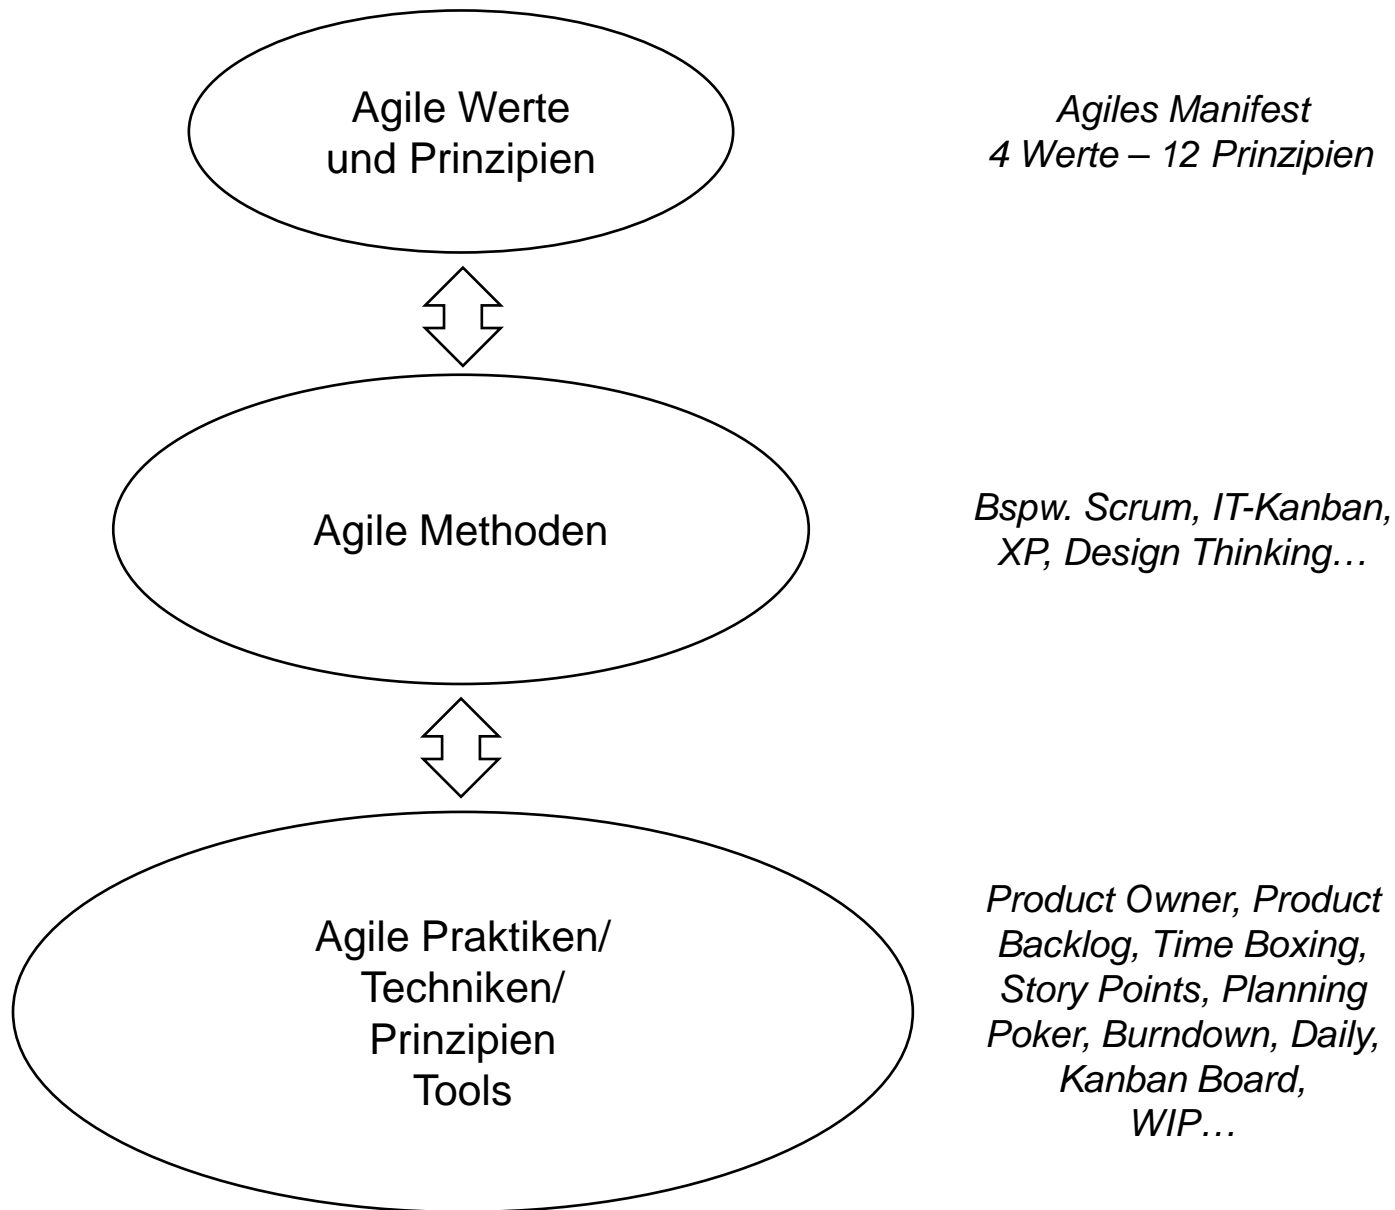 Agile Werte
und Prinzipien
Agiles Manifest
4 Werte – 12 Prinzipien
Agile Methoden
Bspw. Scrum, IT-Kanban,
XP, Design Thinking…
Agile Praktiken/
Techniken/
Prinzipien
Tools
Product Owner, Product
Backlog, Time Boxing,
Story Points, Planning
Poker, Burndown, Daily,
Kanban Board,
WIP…